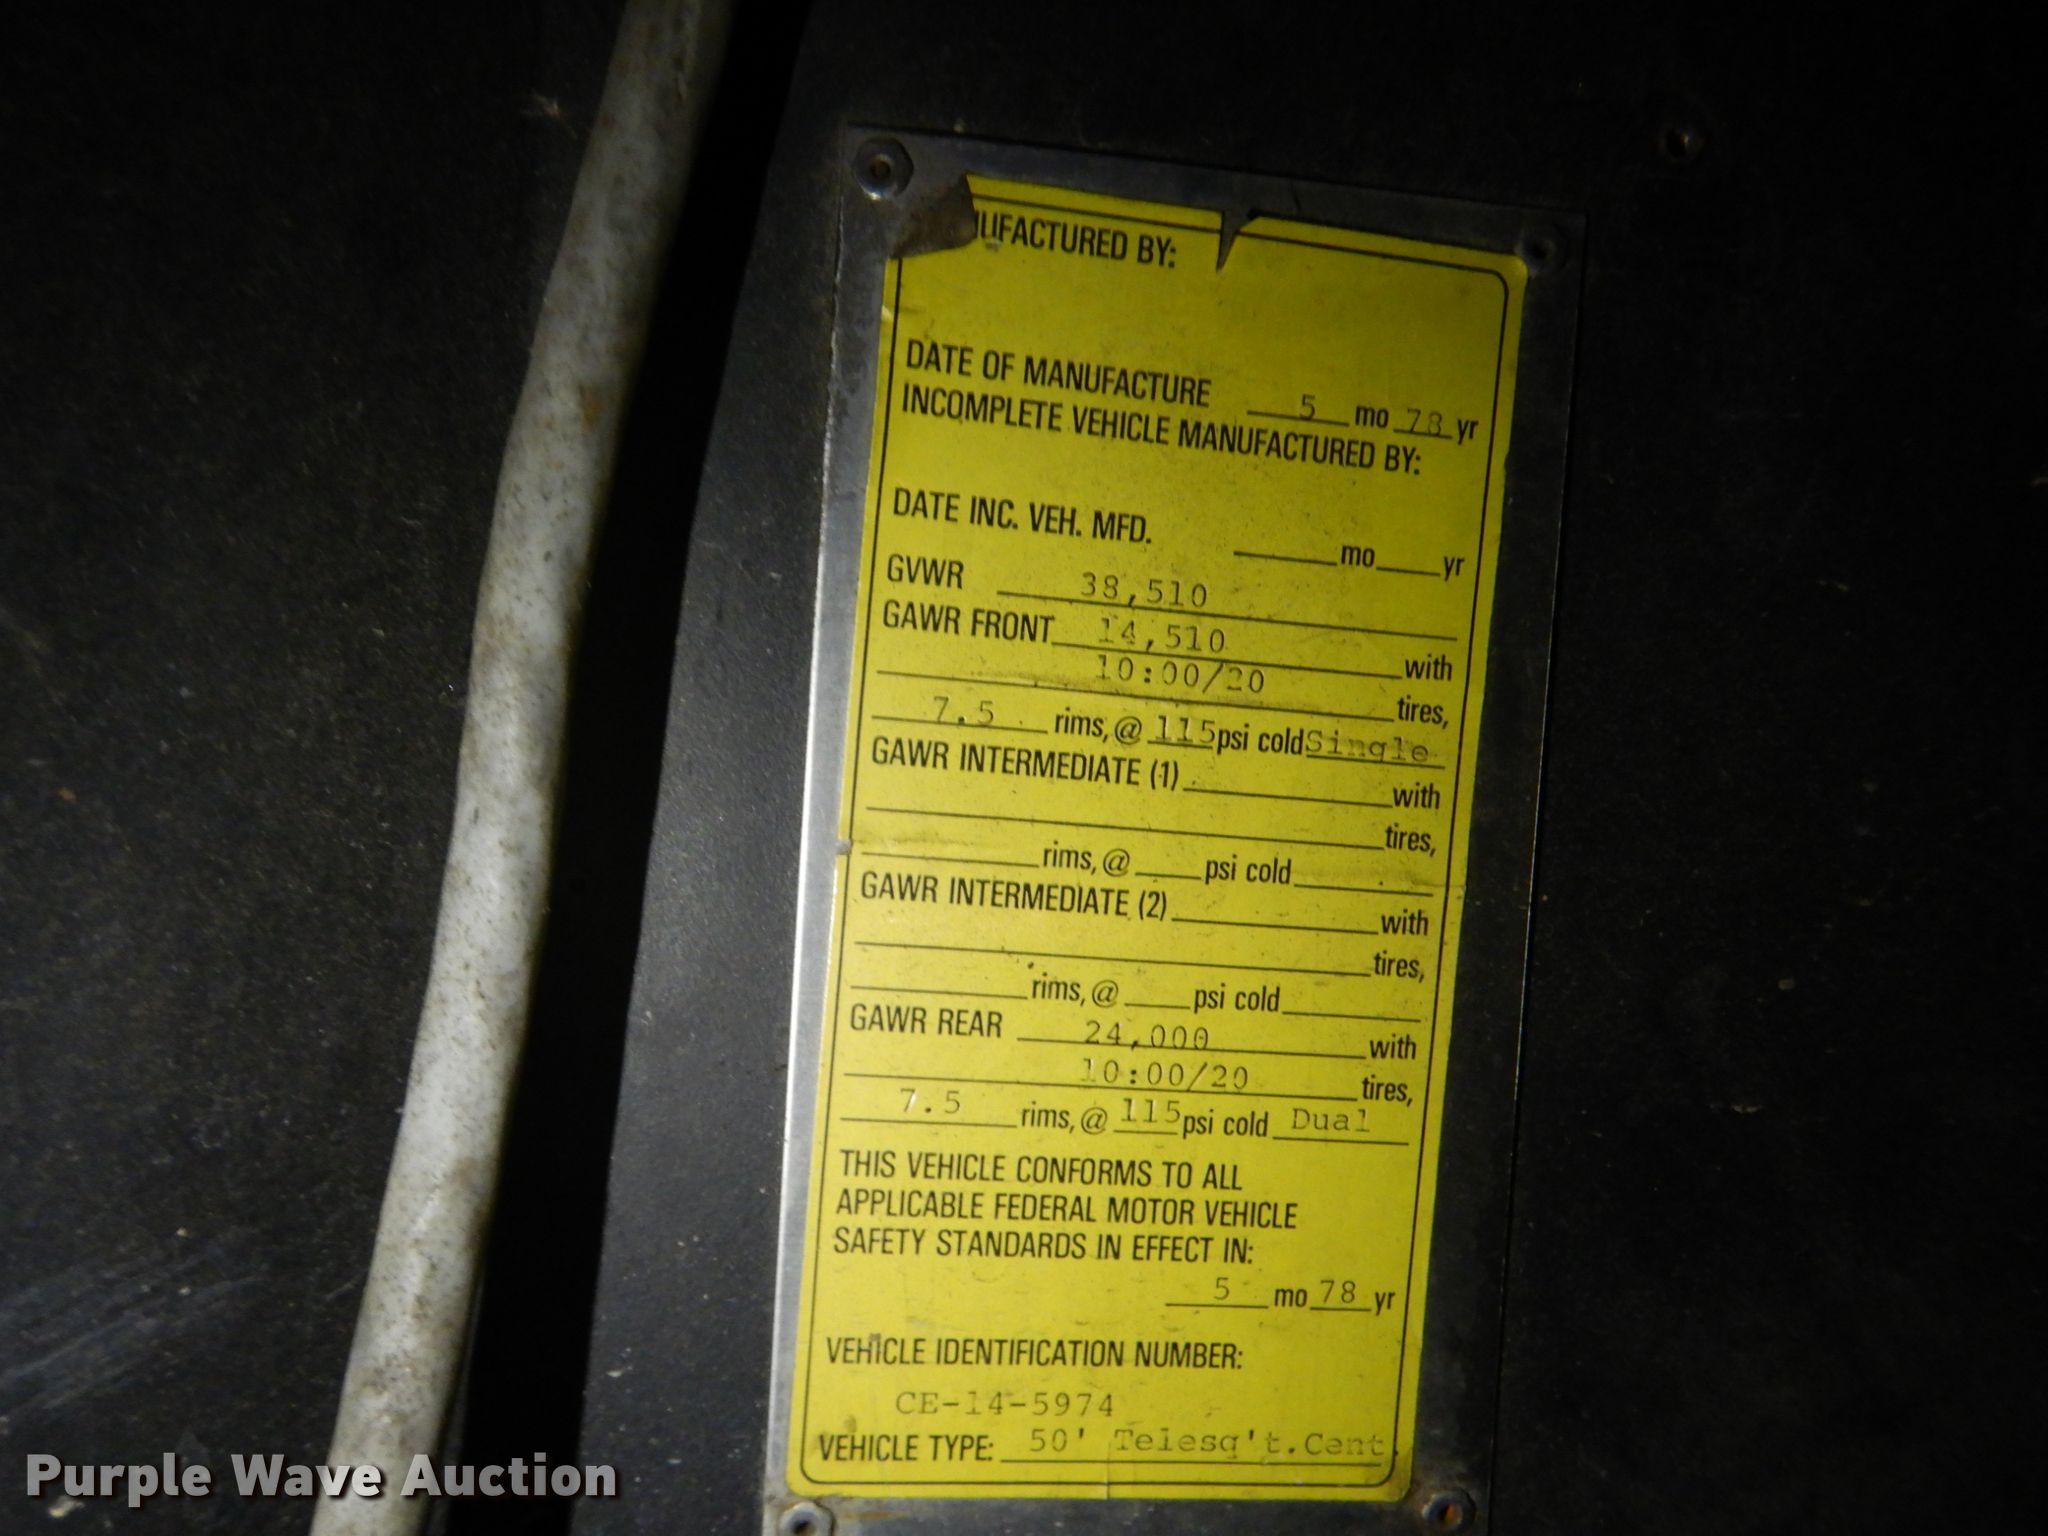 NUFACTURED BY:
DATE OF MANUFACTURE 5 mo 78 yr
INCOMPLETE VEHICLE MANUFACTURED BY:
DATE INC. VEH. MFD. mo yr
GVWR 38,510
GAWR FRONT 14,510 with
10:00/20 tires,
7.5 rims, @ 115 psi cold Single
GAWR INTERMEDIATE (1) with
tires,
rims, @ psi cold
GAWR INTERMEDIATE (2) with
tires,
rims, @ psi cold
GAWR REAR 24,000 with
10:00/20 tires,
7.5 rims, @ 115 psi cold Dual
THIS VEHICLE CONFORMS TO ALL
APPLICABLE FEDERAL MOTOR VEHICLE
SAFETY STANDARDS IN EFFECT IN:
5 mo 78 yr
VEHICLE IDENTIFICATION NUMBER:
CE-14-5974
VEHICLE TYPE: 50' Telesq't.Cent.
Purple Wave Auction